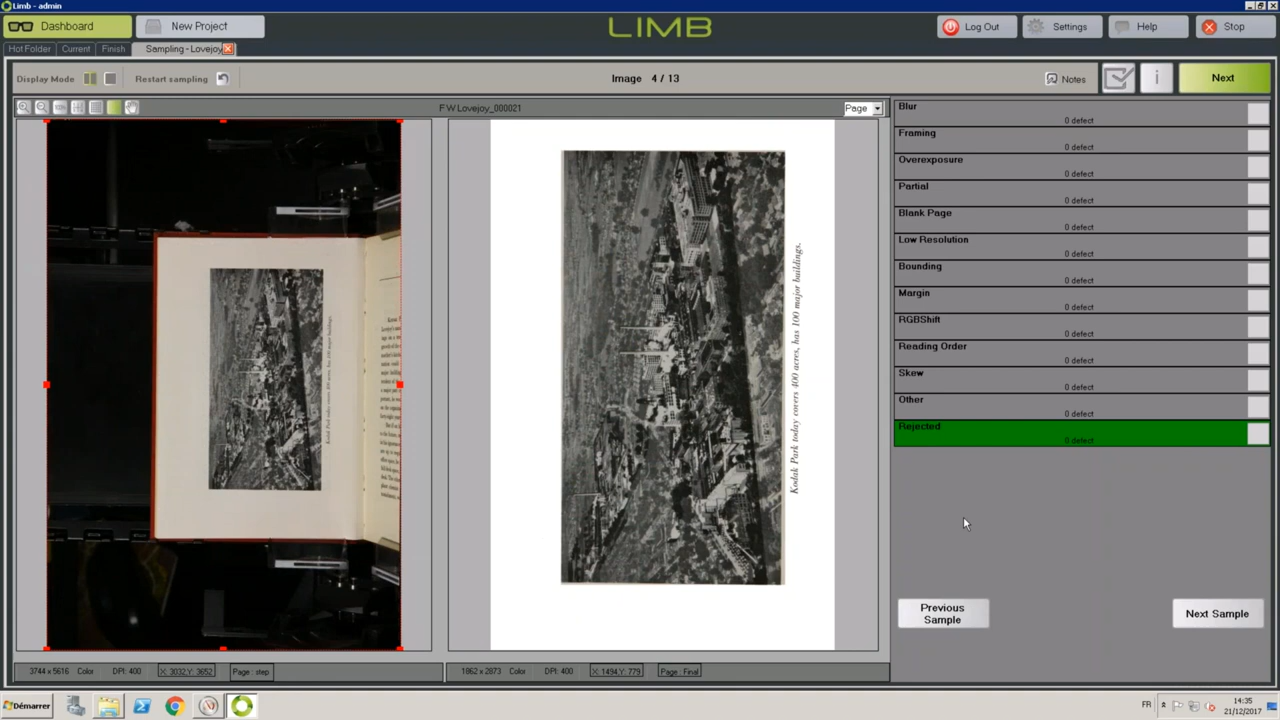 Limb - admin
Dashboard
New Project
LIMB
Log Out
Settings
Help
Stop
Hot Folder
Current
Finish
Sampling - Lovejoy
Display Mode
Restart sampling
Image 4 / 13
Notes
i
Next
F W Lovejoy_000021
Page
Blur
0 defect
Framing
0 defect
Overexposure
0 defect
Partial
0 defect
Blank Page
0 defect
Low Resolution
0 defect
Bounding
0 defect
Margin
0 defect
RGBShift
0 defect
Reading Order
0 defect
Skew
0 defect
Other
0 defect
Rejected
0 defect
Kodak Park today covers 400 acres, has 100 major buildings,
Previous
Sample
Next Sample
3744 x 5616 Color DPI: 400 X: 3032;Y: 3652 Page : step
1862 x 2873 Color DPI: 400 X: 1494;Y: 779 Page : Final
Démarrer
FR
14:35
21/12/2017